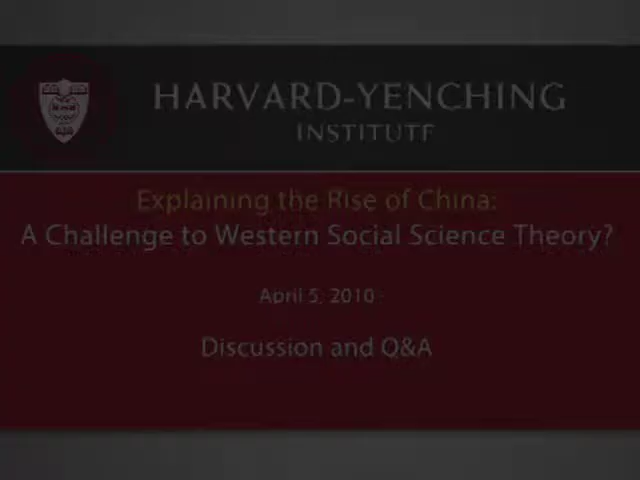 HARVARD-YENCHING
INSTITUTE
Explaining the Rise of China:
A Challenge to Western Social Science Theory?
April 5, 2010
Discussion and Q&A